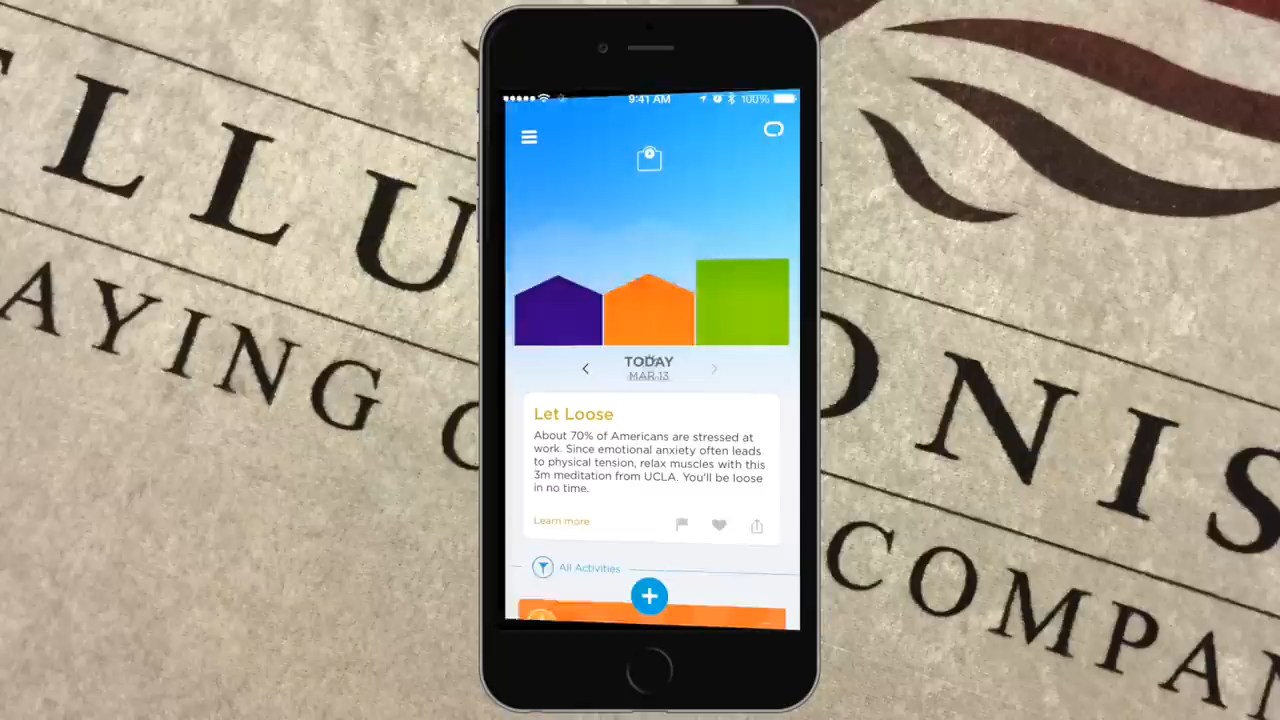 9:41 AM
100%
TODAY
MAR 13
Let Loose
About 70% of Americans are stressed at
work. Since emotional anxiety often leads
to physical tension, relax muscles with this
3m meditation from UCLA. You'll be loose
in no time.
Learn more
All Activities
LLU
ONIS
AYING C
COMPAN